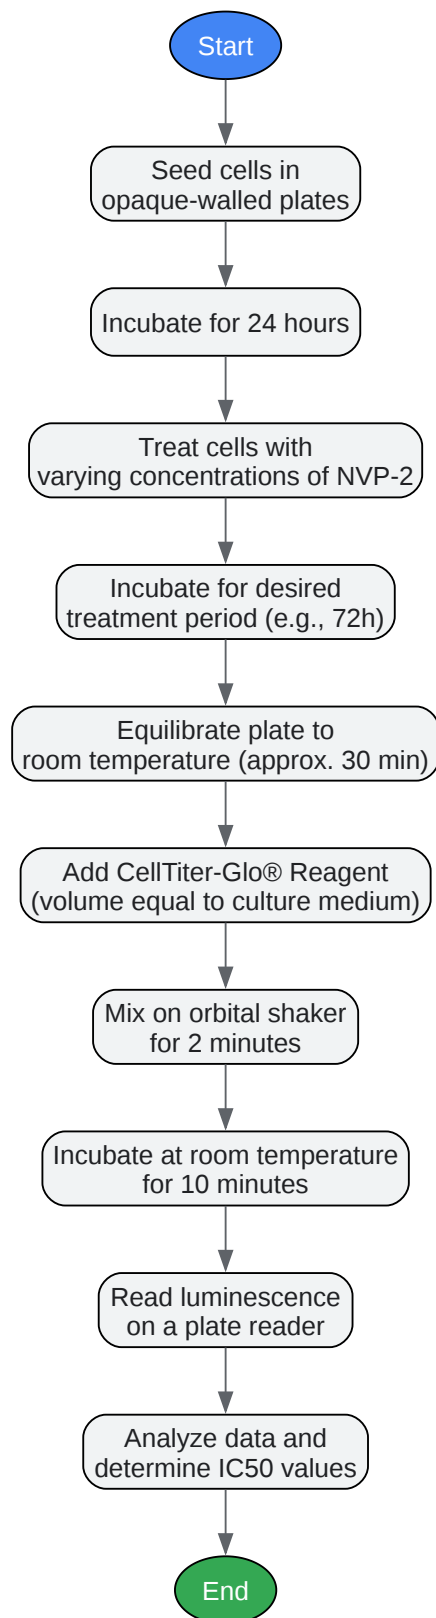 Start
Seed cells in
opaque-walled plates
Incubate for 24 hours
Treat cells with
varying concentrations of NVP-2
Incubate for desired
treatment period (e.g., 72h)
Equilibrate plate to
room temperature (approx. 30 min)
Add CellTiter-Glo® Reagent
(volume equal to culture medium)
Mix on orbital shaker
for 2 minutes
Incubate at room temperature
for 10 minutes
Read luminescence
on a plate reader
Analyze data and
determine IC50 values
End